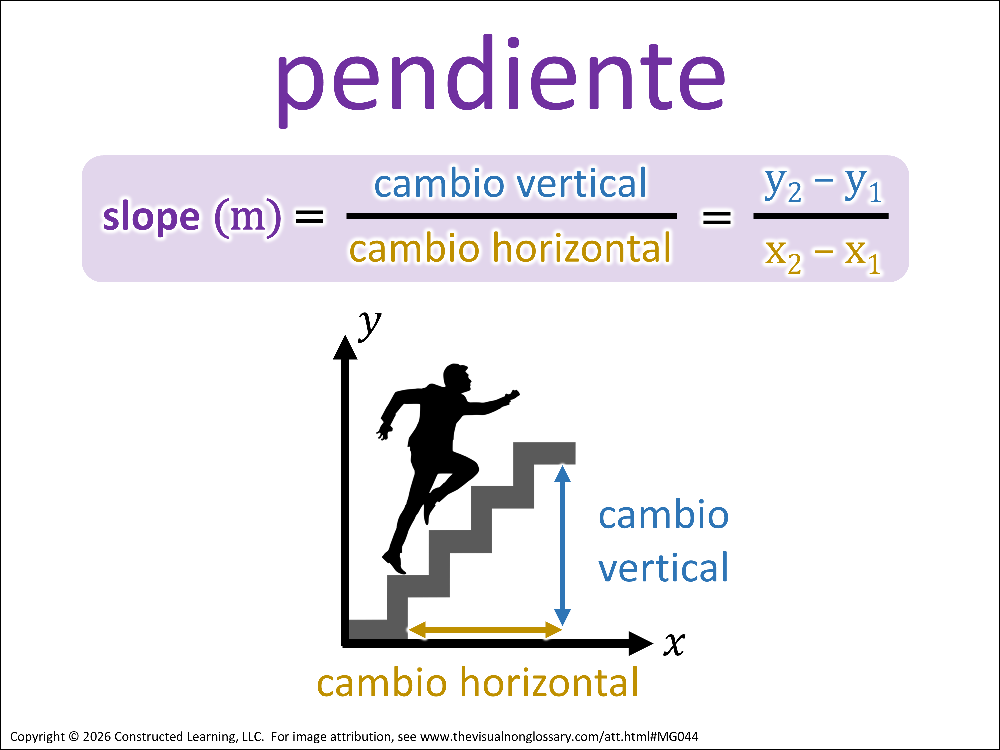 pendiente
slope (m) = cambio vertical / cambio horizontal = y₂ − y₁ / x₂ − x₁
y
cambio
vertical
x
cambio horizontal
Copyright © 2026 Constructed Learning, LLC. For image attribution, see www.thevisualnonglossary.com/att.html#MG044